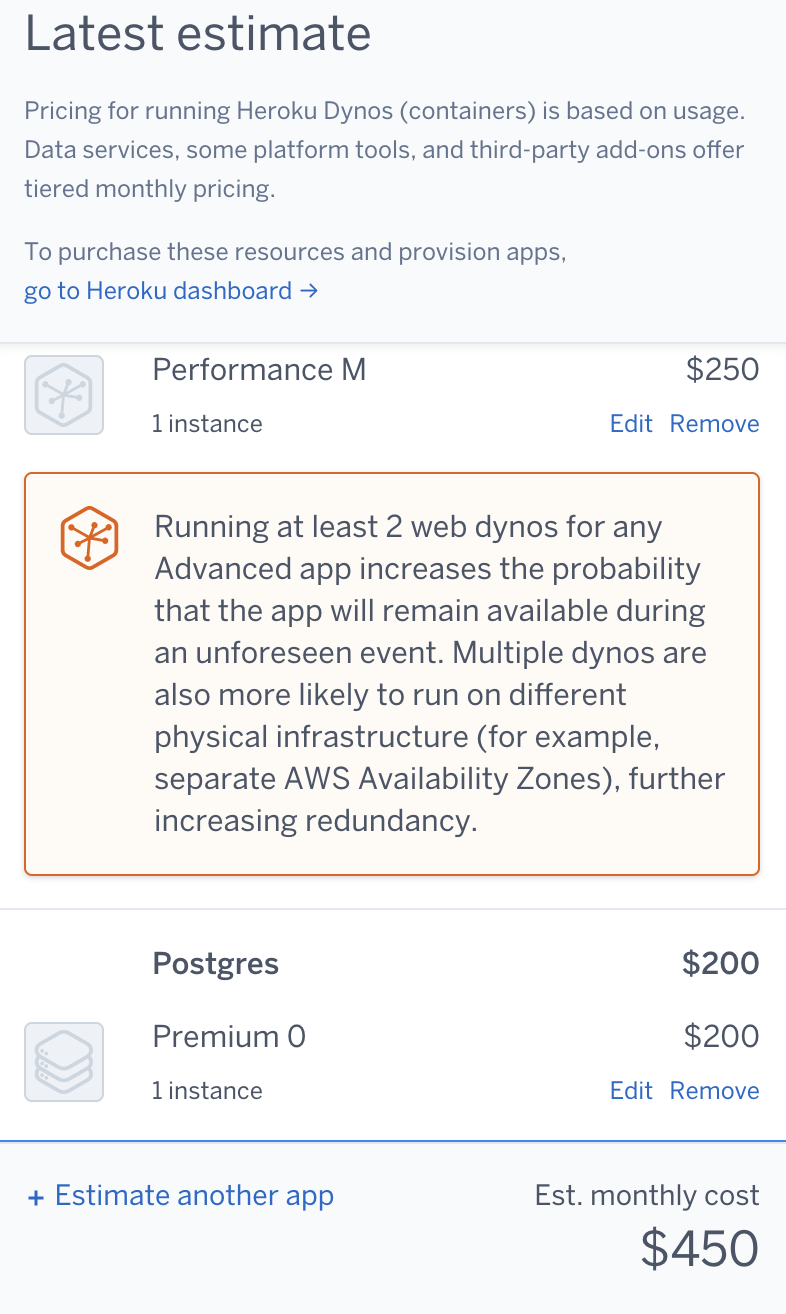 Latest estimate
Pricing for running Heroku Dynos (containers) is based on usage.
Data services, some platform tools, and third-party add-ons offer
tiered monthly pricing.
To purchase these resources and provision apps,
go to Heroku dashboard →
Performance M $250
1 instance Edit Remove
Running at least 2 web dynos for any
Advanced app increases the probability
that the app will remain available during
an unforeseen event. Multiple dynos are
also more likely to run on different
physical infrastructure (for example,
separate AWS Availability Zones), further
increasing redundancy.
Postgres $200
Premium 0 $200
1 instance Edit Remove
+ Estimate another app Est. monthly cost
$450